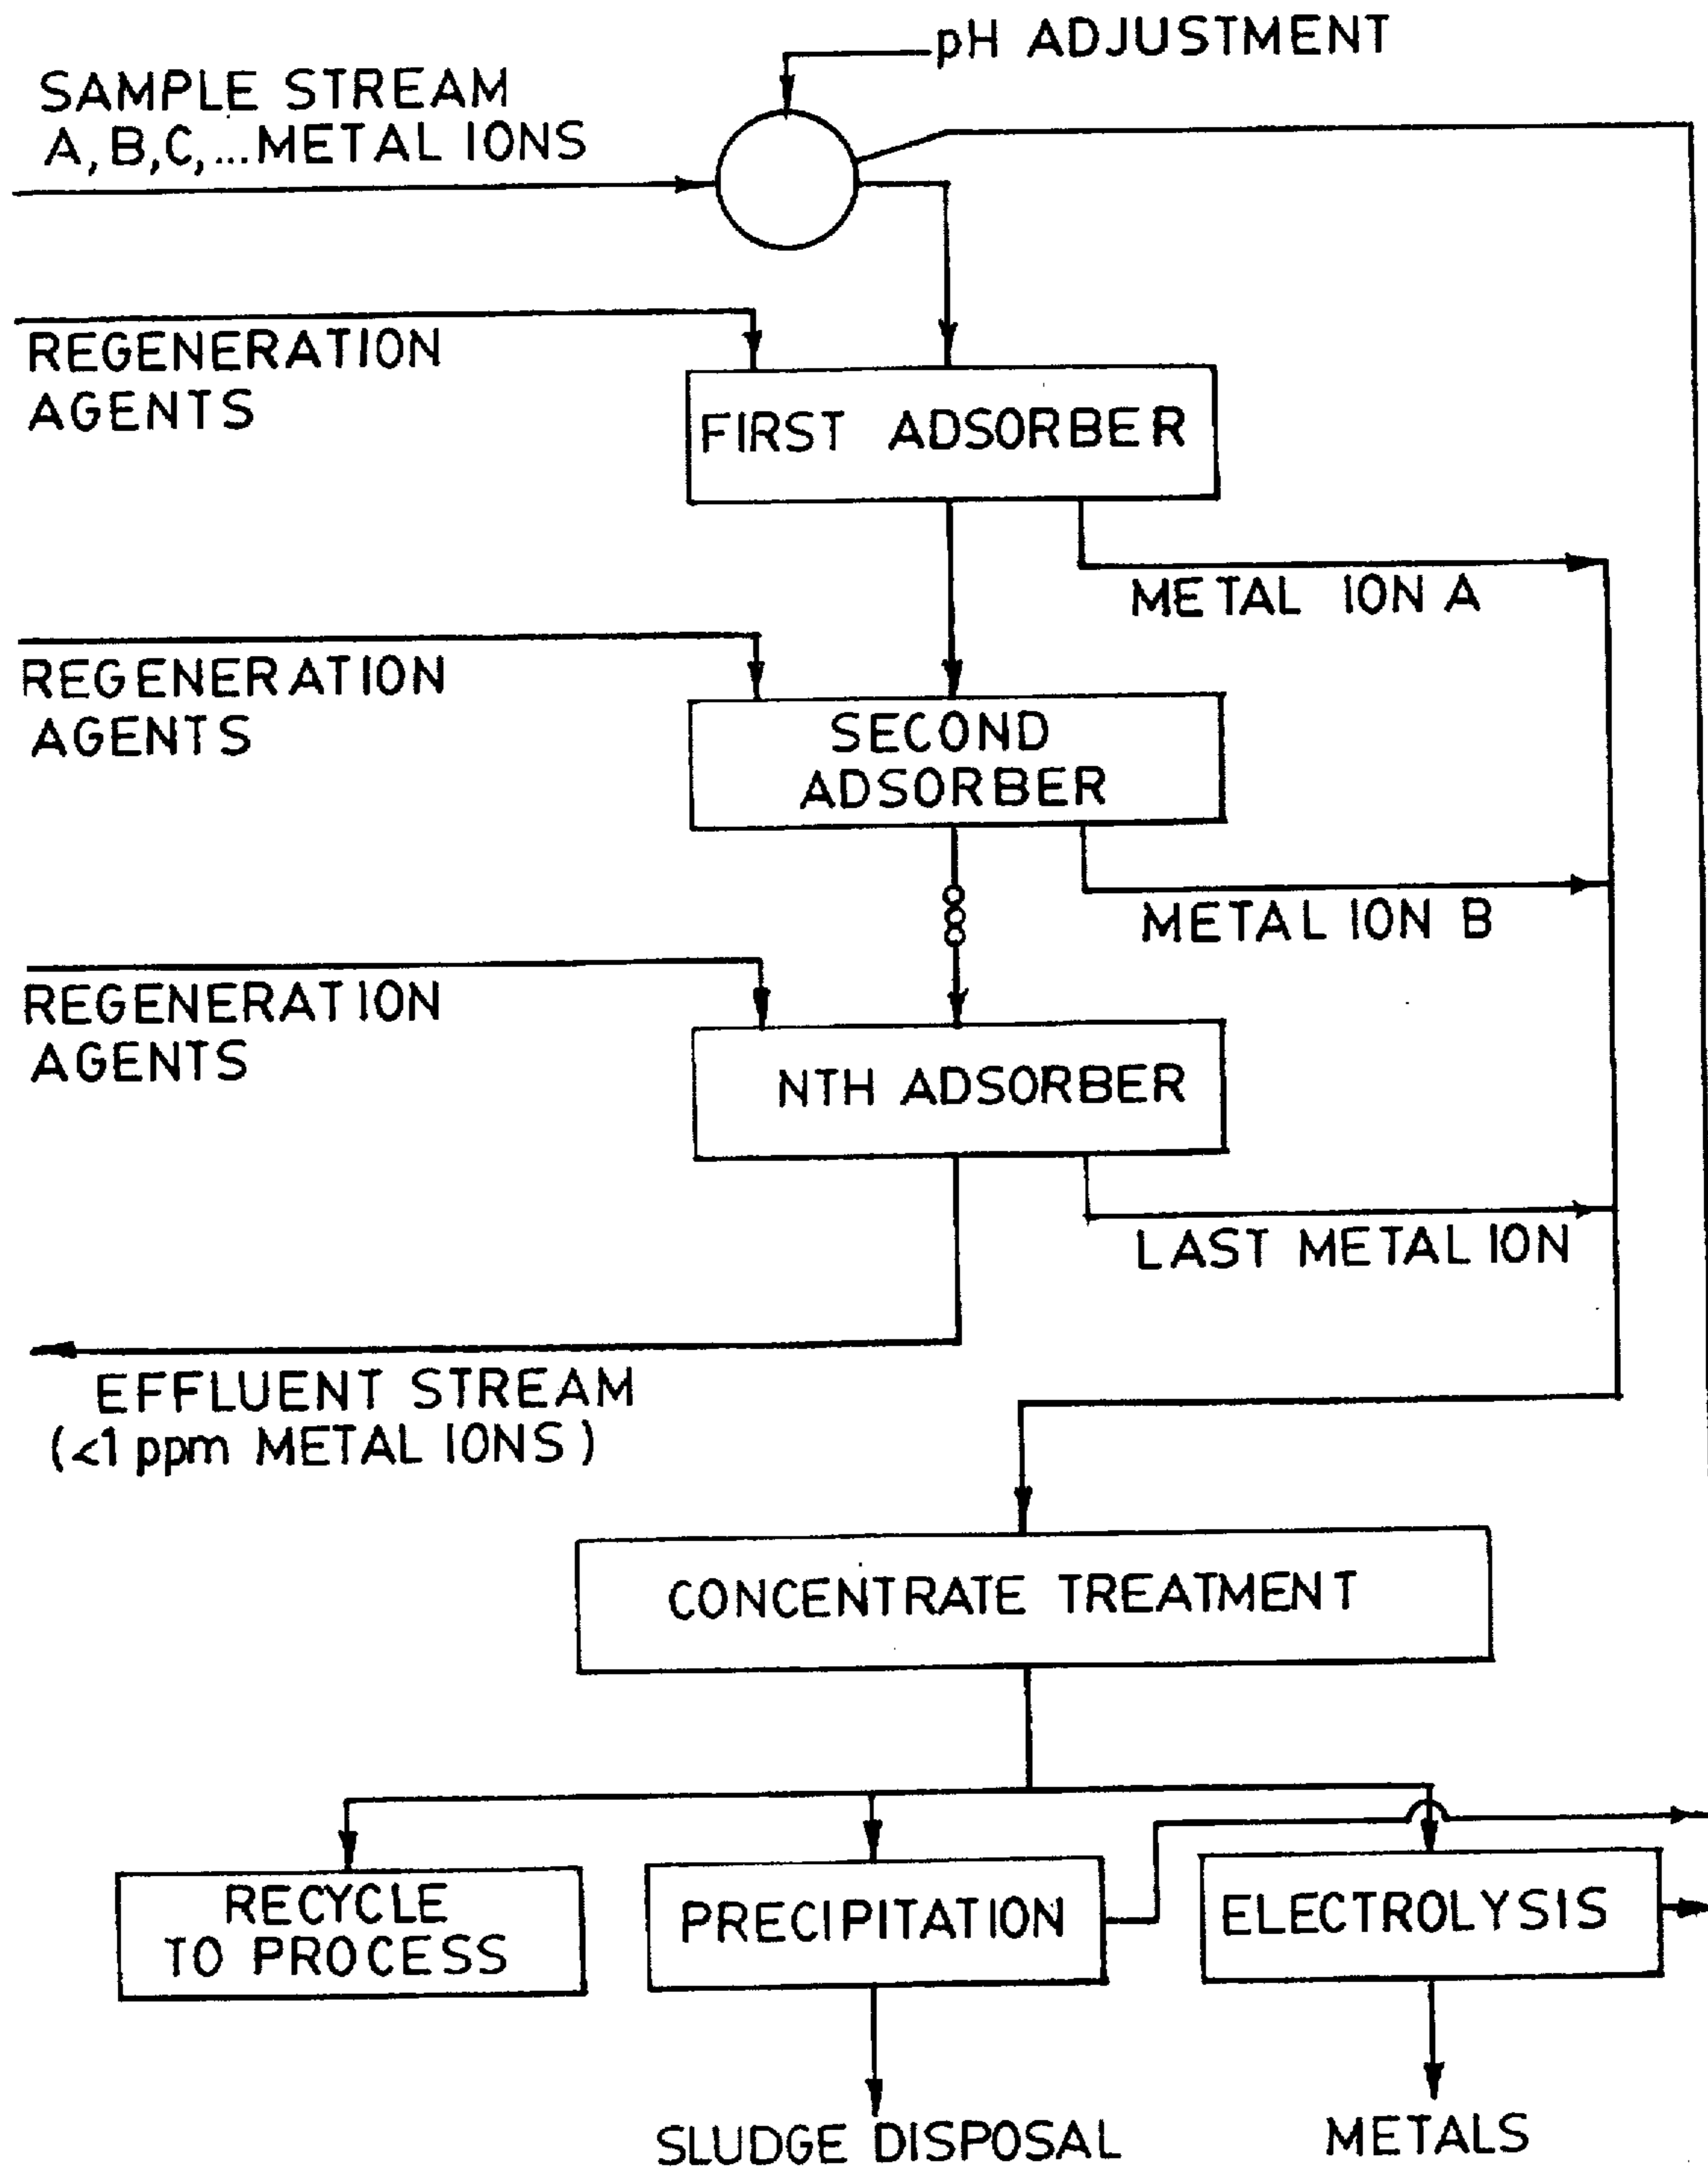 pH ADJUSTMENT
SAMPLE STREAM
A, B, C, ... METAL IONS
REGENERATION
AGENTS
FIRST ADSORBER
METAL ION A
REGENERATION
AGENTS
SECOND
ADSORBER
METAL ION B
REGENERATION
AGENTS
NTH ADSORBER
LAST METAL ION
EFFLUENT STREAM
(<1 ppm METAL IONS)
CONCENTRATE TREATMENT
RECYCLE
TO PROCESS
PRECIPITATION
ELECTROLYSIS
SLUDGE DISPOSAL
METALS